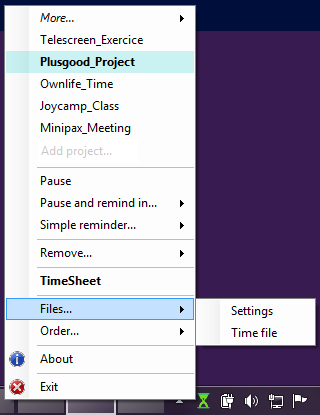 More...
Telescreen_Exercice
Plusgood_Project
Ownlife_Time
Joycamp_Class
Minipax_Meeting
Add project...
Pause
Pause and remind in...
Simple reminder...
Remove...
TimeSheet
Files...
Settings
Order...
Time file
About
Exit